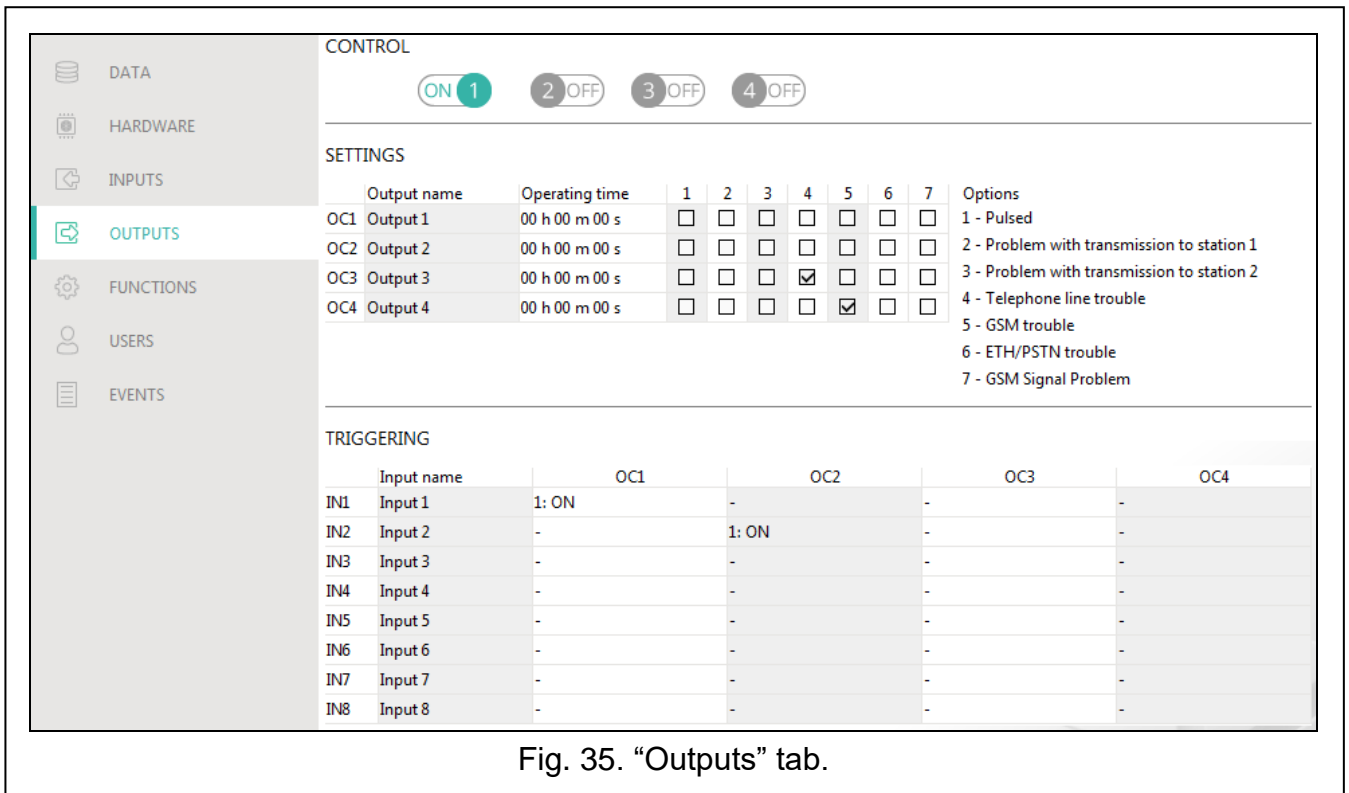 DATA
HARDWARE
INPUTS
OUTPUTS
FUNCTIONS
USERS
EVENTS
CONTROL
ON 1 2 OFF 3 OFF 4 OFF
SETTINGS
Output name Operating time 1 2 3 4 5 6 7
OC1 Output 1 00 h 00 m 00 s
OC2 Output 2 00 h 00 m 00 s
OC3 Output 3 00 h 00 m 00 s
OC4 Output 4 00 h 00 m 00 s
Options
1 - Pulsed
2 - Problem with transmission to station 1
3 - Problem with transmission to station 2
4 - Telephone line trouble
5 - GSM trouble
6 - ETH/PSTN trouble
7 - GSM Signal Problem
TRIGGERING
Input name OC1 OC2 OC3 OC4
IN1 Input 1 1: ON - - -
IN2 Input 2 - 1: ON - -
IN3 Input 3 - - - -
IN4 Input 4 - - - -
IN5 Input 5 - - - -
IN6 Input 6 - - - -
IN7 Input 7 - - - -
IN8 Input 8 - - - -
Fig. 35. “Outputs” tab.